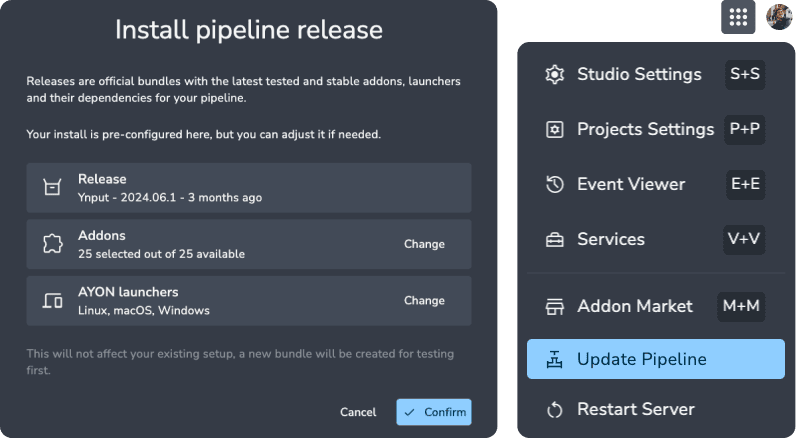 Install pipeline release
Releases are official bundles with the latest tested and stable addons, launchers
and their dependencies for your pipeline.
Your install is pre-configured here, but you can adjust it if needed.
Release
Ynput - 2024.06.1 - 3 months ago
Addons
25 selected out of 25 available
Change
AYON launchers
Linux, macOS, Windows
Change
This will not affect your existing setup, a new bundle will be created for testing
first.
Cancel
Confirm
Studio Settings S+S
Projects Settings P+P
Event Viewer E+E
Services V+V
Addon Market M+M
Update Pipeline
Restart Server